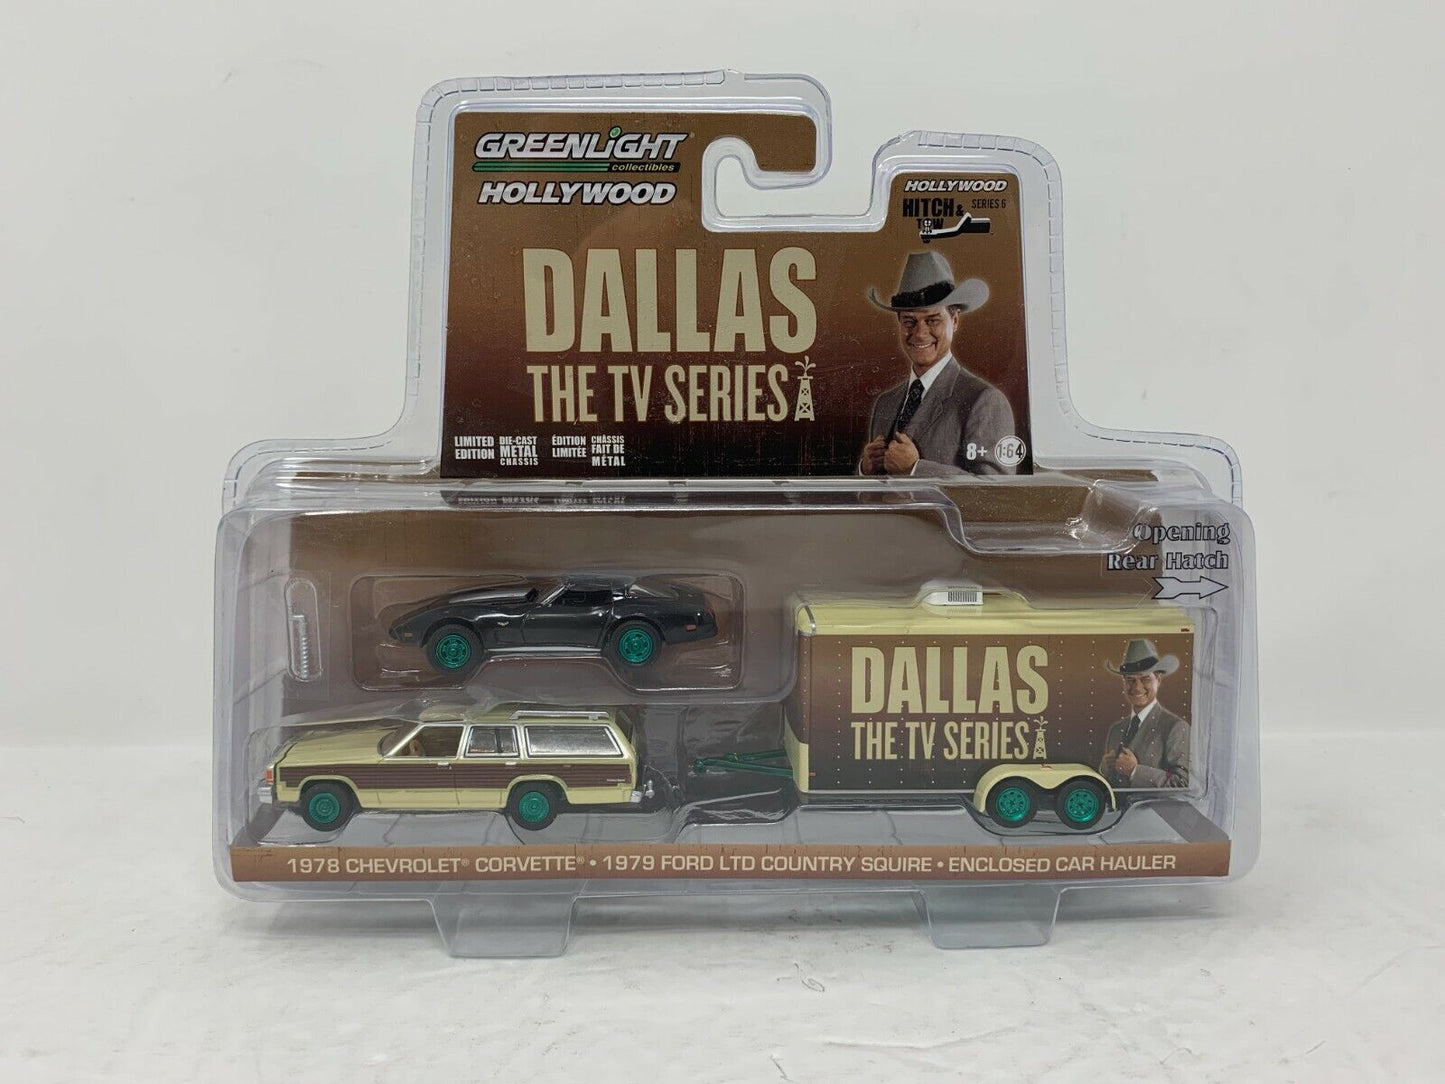 GREENLiGHT®
collectibles
HOLLYWOOD
HOLLYWOOD
HITCH & TOW SERIES 6
DALLAS
THE TV SERIES
LIMITED EDITION
DIE-CAST METAL CHASSIS
ÉDITION LIMITÉE
CHÂSSIS FAIT DE MÉTAL
8+ 1:64
Opening
Rear Hatch
DALLAS
THE TV SERIES
1978 CHEVROLET® CORVETTE® • 1979 FORD LTD COUNTRY SQUIRE • ENCLOSED CAR HAULER